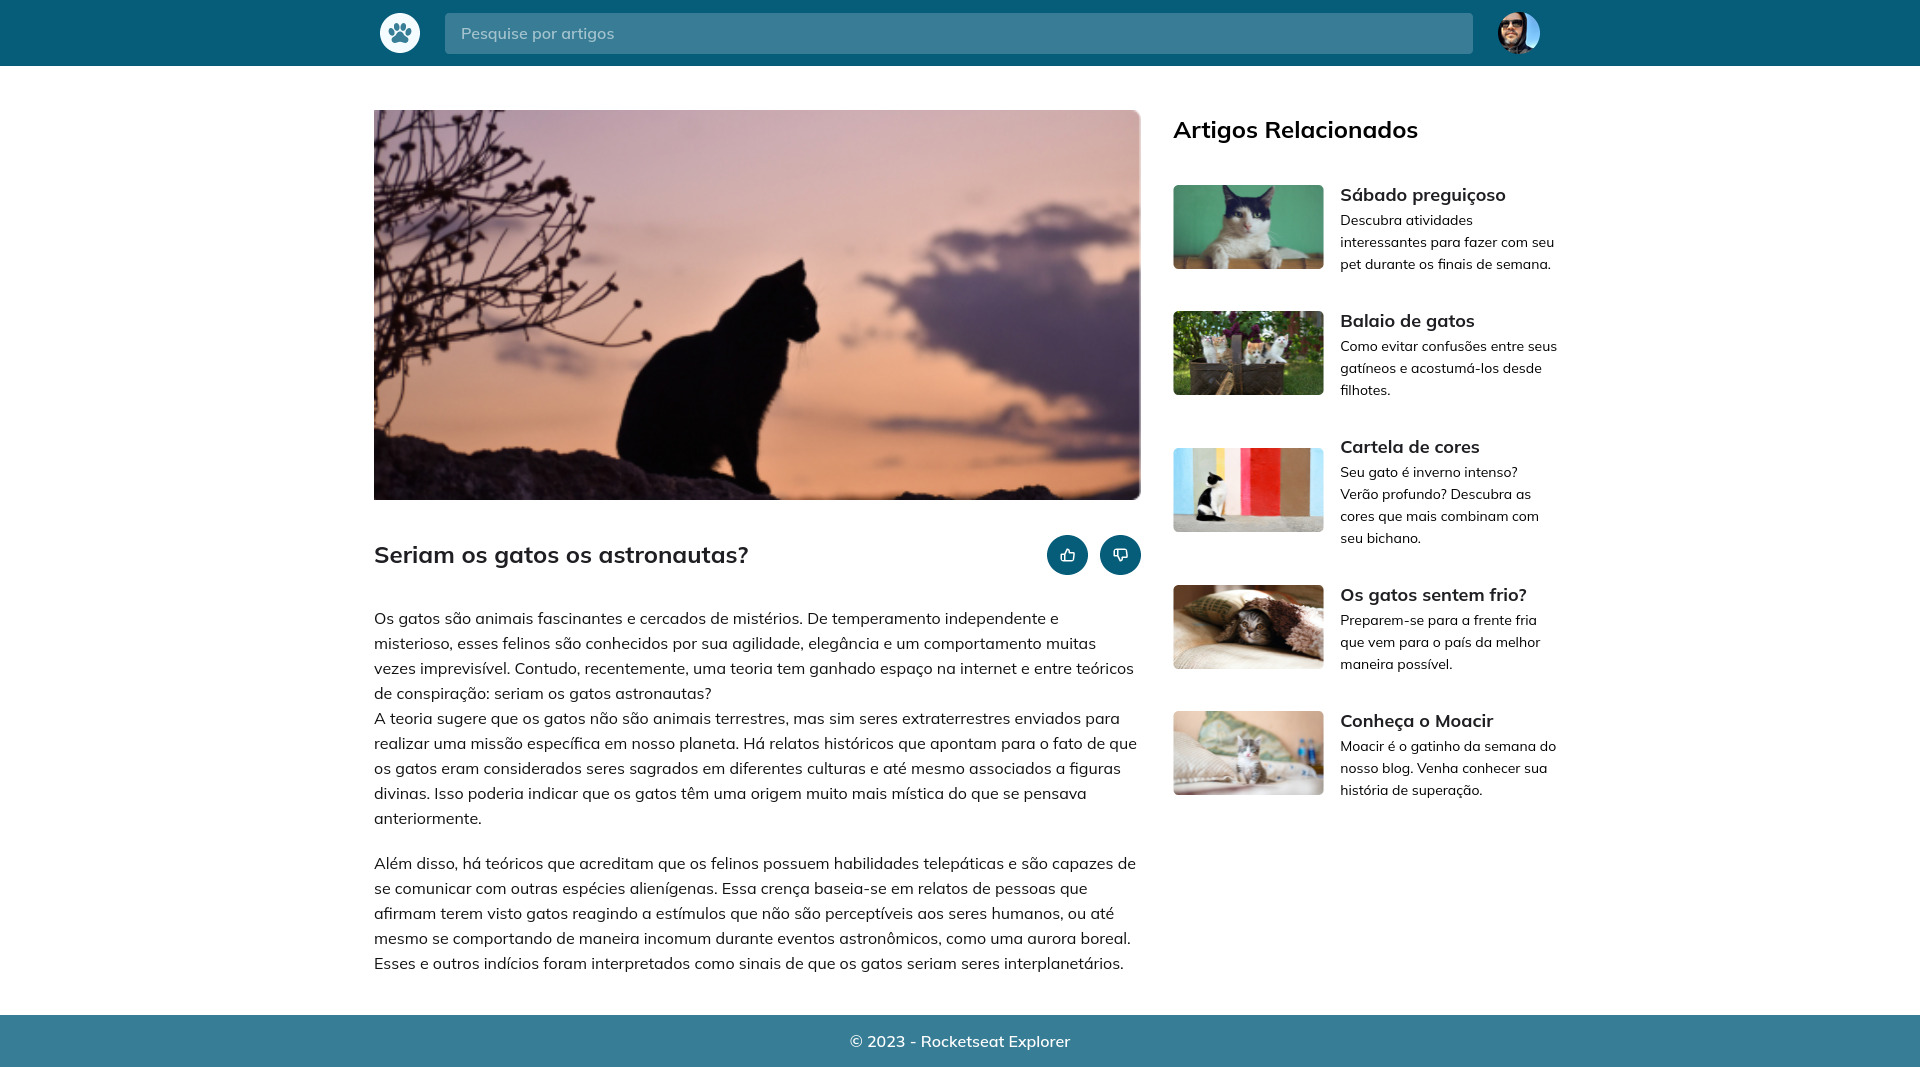 Pesquise por artigos
Seriam os gatos os astronautas?
Os gatos são animais fascinantes e cercados de mistérios. De temperamento independente e
misterioso, esses felinos são conhecidos por sua agilidade, elegância e um comportamento muitas
vezes imprevisível. Contudo, recentemente, uma teoria tem ganhado espaço na internet e entre teóricos
de conspiração: seriam os gatos astronautas?
A teoria sugere que os gatos não são animais terrestres, mas sim seres extraterrestres enviados para
realizar uma missão específica em nosso planeta. Há relatos históricos que apontam para o fato de que
os gatos eram considerados seres sagrados em diferentes culturas e até mesmo associados a figuras
divinas. Isso poderia indicar que os gatos têm uma origem muito mais mística do que se pensava
anteriormente.
Além disso, há teóricos que acreditam que os felinos possuem habilidades telepáticas e são capazes de
se comunicar com outras espécies alienígenas. Essa crença baseia-se em relatos de pessoas que
afirmam terem visto gatos reagindo a estímulos que não são perceptíveis aos seres humanos, ou até
mesmo se comportando de maneira incomum durante eventos astronômicos, como uma aurora boreal.
Esses e outros indícios foram interpretados como sinais de que os gatos seriam seres interplanetários.
Artigos Relacionados
Sábado preguiçoso
Descubra atividades
interessantes para fazer com seu
pet durante os finais de semana.
Balaio de gatos
Como evitar confusões entre seus
gatíneos e acostumá-los desde
filhotes.
Cartela de cores
Seu gato é inverno intenso?
Verão profundo? Descubra as
cores que mais combinam com
seu bichano.
Os gatos sentem frio?
Preparem-se para a frente fria
que vem para o país da melhor
maneira possível.
Conheça o Moacir
Moacir é o gatinho da semana do
nosso blog. Venha conhecer sua
história de superação.
© 2023 - Rocketseat Explorer